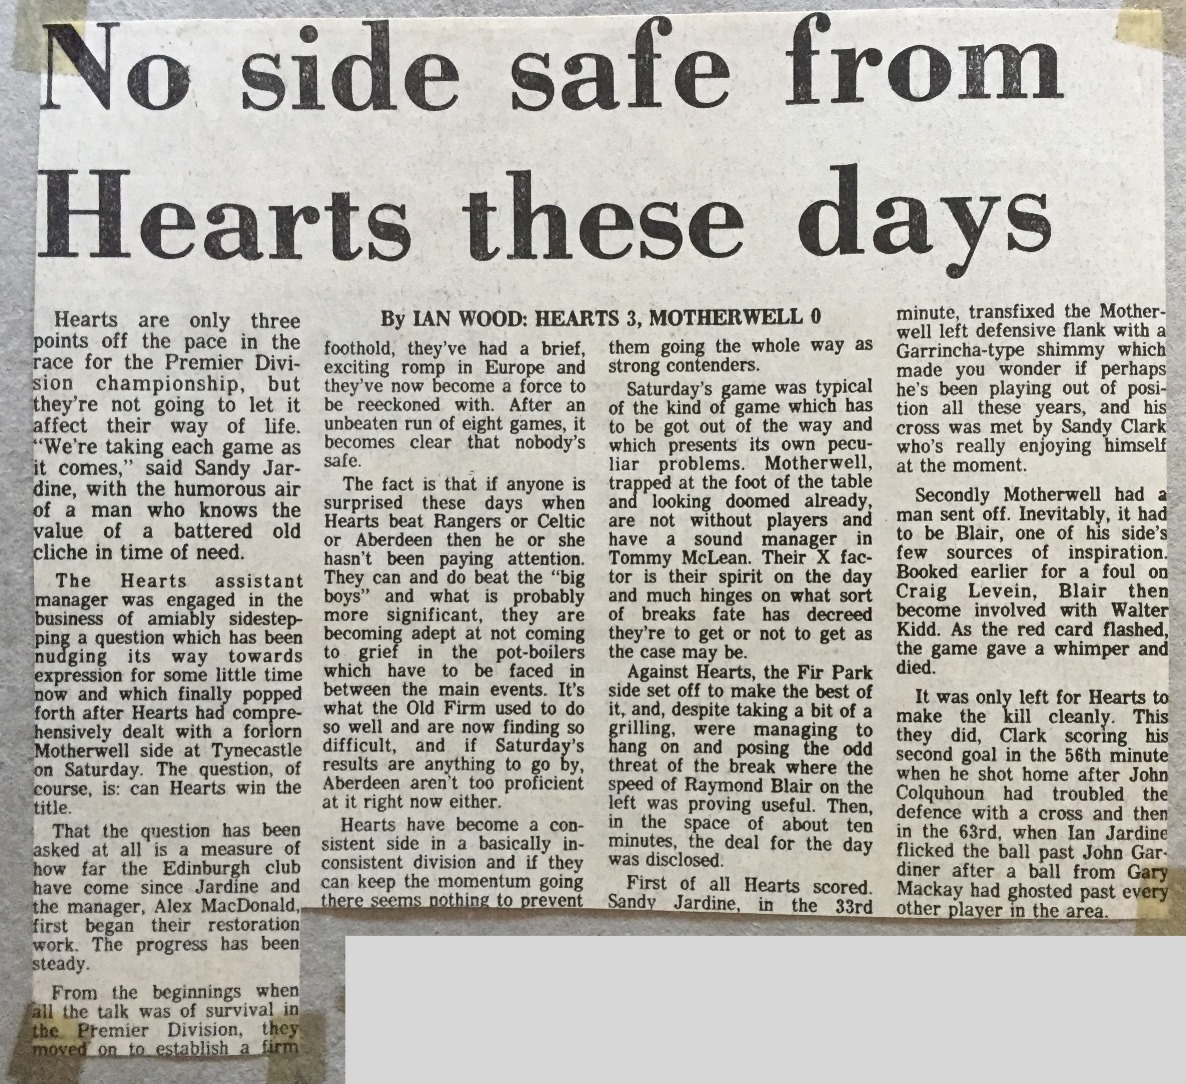 No side safe from
Hearts these days
By IAN WOOD: HEARTS 3, MOTHERWELL 0
Hearts are only three
points off the pace in the
race for the Premier Divi-
sion championship, but
they're not going to let it
affect their way of life.
"We're taking each game as
it comes," said Sandy Jar-
dine, with the humorous air
of a man who knows the
value of a battered old
cliche in time of need.
The Hearts assistant
manager was engaged in the
business of amiably sidestep-
ping a question which has been
nudging its way towards
expression for some little time
now and which finally popped
forth after Hearts had compre-
hensively dealt with a forlorn
Motherwell side at Tynecastle
on Saturday. The question, of
course, is: can Hearts win the
title.
That the question has been
asked at all is a measure of
how far the Edinburgh club
have come since Jardine and
the manager, Alex MacDonald,
first began their restoration
work. The progress has been
steady.
From the beginnings when
all the talk was of survival in
the Premier Division, they
moved on to establish a firm
foothold, they've had a brief,
exciting romp in Europe and
they've now become a force to
be reeckoned with. After an
unbeaten run of eight games, it
becomes clear that nobody's
safe.
The fact is that if anyone is
surprised these days when
Hearts beat Rangers or Celtic
or Aberdeen then he or she
hasn't been paying attention.
They can and do beat the "big
boys" and what is probably
more significant, they are
becoming adept at not coming
to grief in the pot-boilers
which have to be faced in
between the main events. It's
what the Old Firm used to do
so well and are now finding so
difficult, and if Saturday's
results are anything to go by,
Aberdeen aren't too proficient
at it right now either.
Hearts have become a con-
sistent side in a basically in-
consistent division and if they
can keep the momentum going
there seems nothing to prevent
them going the whole way as
strong contenders.
Saturday's game was typical
of the kind of game which has
to be got out of the way and
which presents its own pecu-
liar problems. Motherwell,
trapped at the foot of the table
and looking doomed already,
are not without players and
have a sound manager in
Tommy McLean. Their X fac-
tor is their spirit on the day
and much hinges on what sort
of breaks fate has decreed
they're to get or not to get as
the case may be.
Against Hearts, the Fir Park
side set off to make the best of
it, and, despite taking a bit of a
grilling, were managing to
hang on and posing the odd
threat of the break where the
speed of Raymond Blair on the
left was proving useful. Then,
in the space of about ten
minutes, the deal for the day
was disclosed.
First of all Hearts scored.
Sandy Jardine, in the 33rd
minute, transfixed the Mother-
well left defensive flank with a
Garrincha-type shimmy which
made you wonder if perhaps
he's been playing out of posi-
tion all these years, and his
cross was met by Sandy Clark
who's really enjoying himself
at the moment.
Secondly Motherwell had a
man sent off. Inevitably, it had
to be Blair, one of his side's
few sources of inspiration.
Booked earlier for a foul on
Craig Levein, Blair then
become involved with Walter
Kidd. As the red card flashed,
the game gave a whimper and
died.
It was only left for Hearts to
make the kill cleanly. This
they did, Clark scoring his
second goal in the 56th minute
when he shot home after John
Colquhoun had troubled the
defence with a cross and then
in the 63rd, when Ian Jardine
flicked the ball past John Gar-
diner after a ball from Gary
Mackay had ghosted past every
other player in the area.